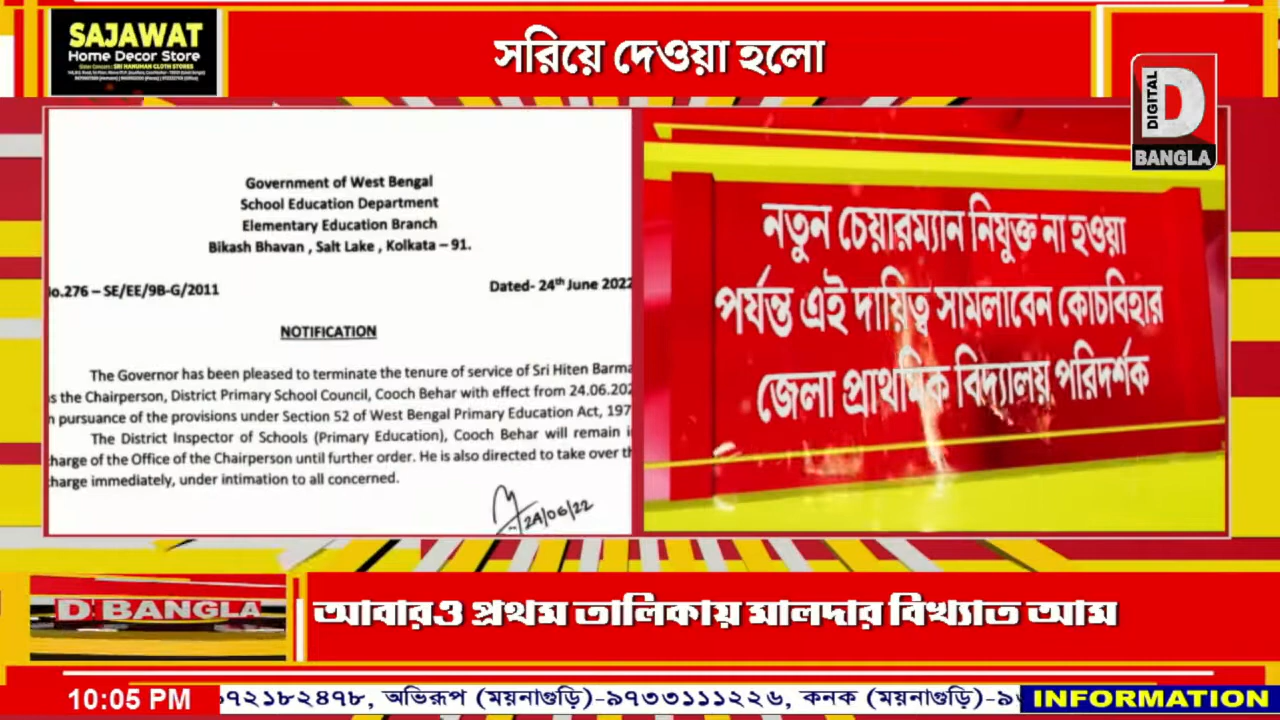 SAJAWAT
Home Decor Store
সরিয়ে দেওয়া হলো
DIGITAL
D
BANGLA
Government of West Bengal
School Education Department
Elementary Education Branch
Bikash Bhavan , Salt Lake , Kolkata – 91.
o.276 – SE/EE/9B-G/2011
Dated- 24th June 2022
NOTIFICATION
The Governor has been pleased to terminate the tenure of service of Sri Hiten Barma
s the Chairperson, District Primary School Council, Cooch Behar with effect from 24.06.202
n pursuance of the provisions under Section 52 of West Bengal Primary Education Act, 197
The District Inspector of Schools (Primary Education), Cooch Behar will remain i
harge of the Office of the Chairperson until further order. He is also directed to take over th
harge immediately, under intimation to all concerned.
24/06/22
নতুন চেয়ারম্যান নিযুক্ত না হওয়া
পর্যন্ত এই দায়িত্ব সামলাবেন কোচবিহার
জেলা প্রাথমিক বিদ্যালয় পরিদর্শক
D BANGLA
আবারও প্রথম তালিকায় মালদার বিখ্যাত আম
10:05 PM
৯৭২১৮২৪৭৮, অভিরূপ (ময়নাগুড়ি)-৯৭৩৩১১১২২৬, কনক (ময়নাগুড়ি)-৯
INFORMATION